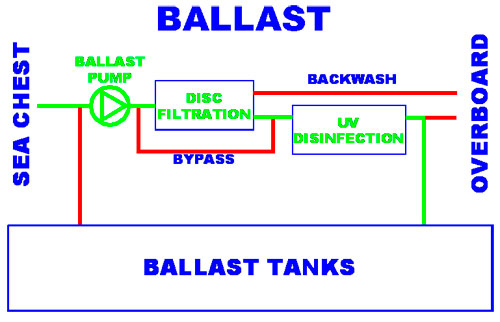 BALLAST
SEA CHEST
BALLAST
PUMP
DISC
FILTRATION
BACKWASH
BYPASS
UV
DISINFECTION
OVERBOARD
BALLAST TANKS